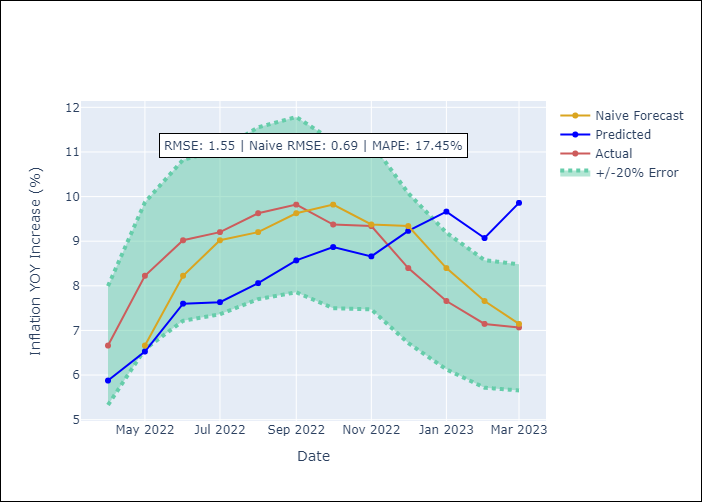 RMSE: 1.55 | Naive RMSE: 0.69 | MAPE: 17.45%
Naive Forecast
Predicted
Actual
+/-20% Error
Inflation YOY Increase (%)
12
11
10
9
8
7
6
5
May 2022
Jul 2022
Sep 2022
Nov 2022
Jan 2023
Mar 2023
Date